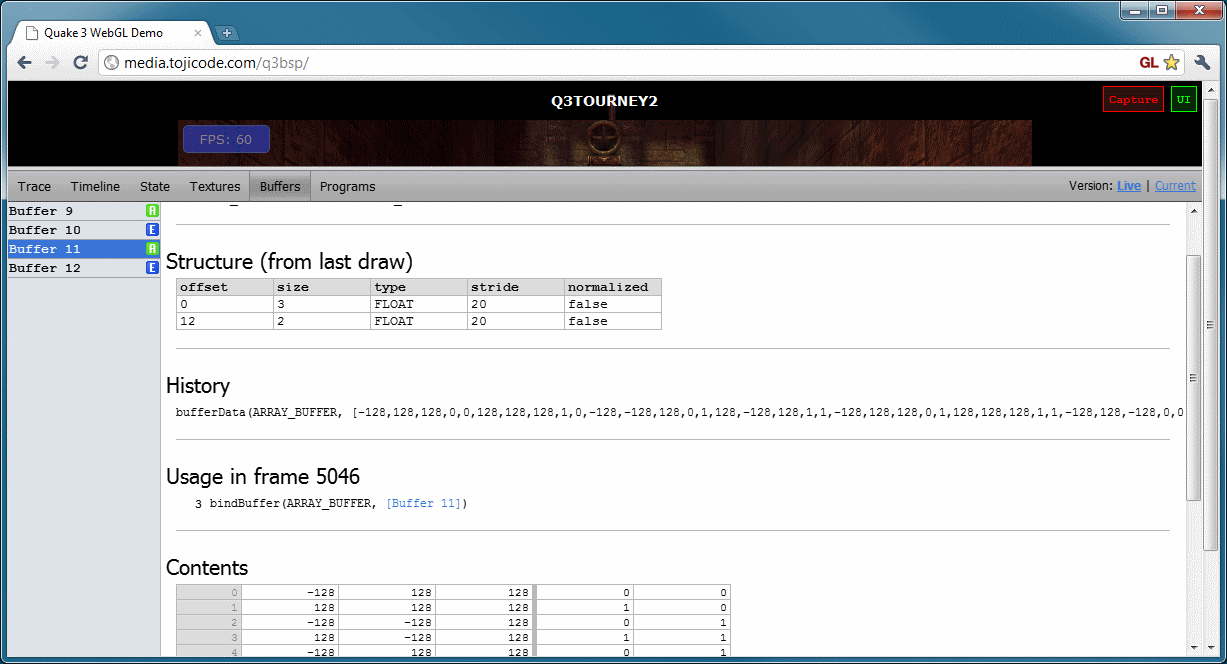 Quake 3 WebGL Demo
media.tojicode.com/q3bsp/
GL
Q3TOURNEY2
Capture
UI
FPS: 60
Trace Timeline State Textures Buffers Programs
Version: Live | Current
Buffer 9 A
Buffer 10 E
Buffer 11 A
Buffer 12 E
Structure (from last draw)
offset size type stride normalized
0 3 FLOAT 20 false
12 2 FLOAT 20 false
History
bufferData(ARRAY_BUFFER, [-128,128,128,0,0,128,128,128,1,0,-128,-128,128,0,1,128,-128,128,1,1,-128,128,128,0,1,128,128,128,1,1,-128,128,-128,0,0
Usage in frame 5046
3 bindBuffer(ARRAY_BUFFER, [Buffer 11])
Contents
0 -128 128 128 0 0
1 128 128 128 1 0
2 -128 -128 128 0 1
3 128 -128 128 1 1
4 -128 128 128 0 1